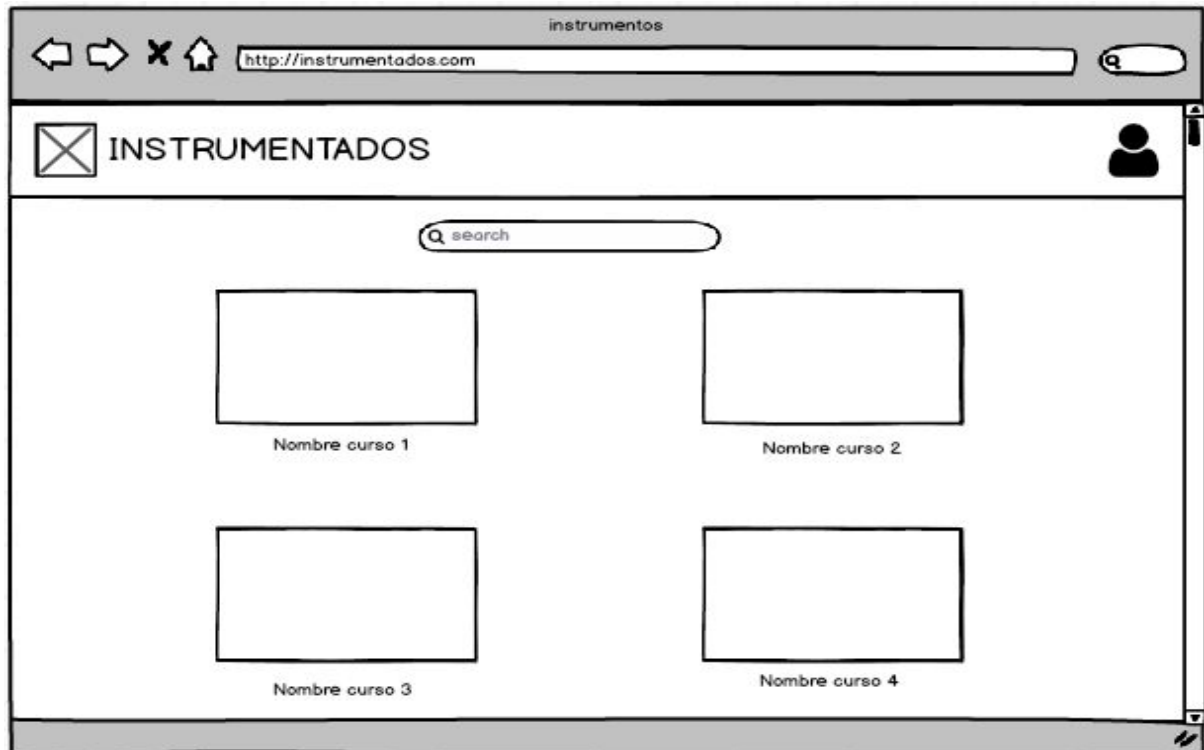 instrumentos
http://instrumentados.com
INSTRUMENTADOS
search
Nombre curso 1
Nombre curso 2
Nombre curso 3
Nombre curso 4